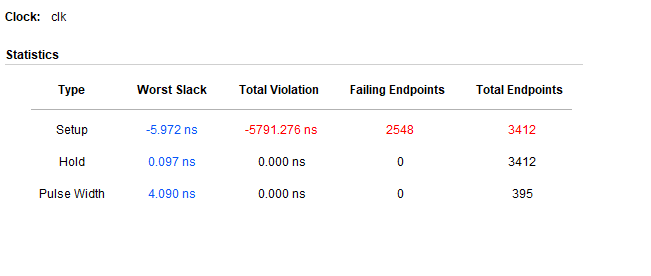 Clock: clk
Statistics
Type Worst Slack Total Violation Failing Endpoints Total Endpoints
Setup -5.972 ns -5791.276 ns 2548 3412
Hold 0.097 ns 0.000 ns 0 3412
Pulse Width 4.090 ns 0.000 ns 0 395